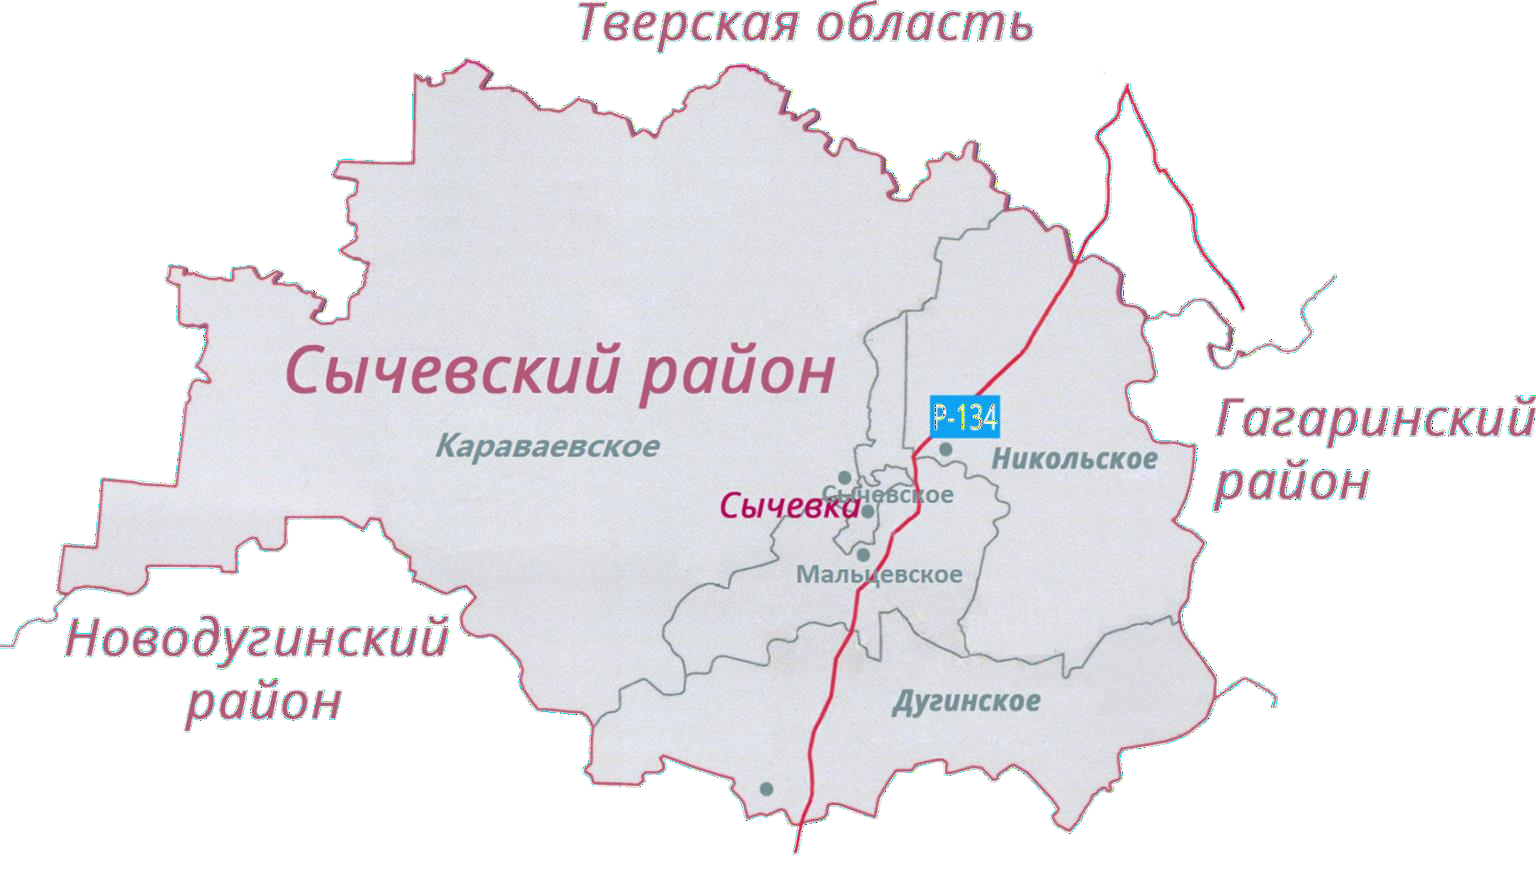 Тверская область
Сычевский район
Р-134
Гагаринский
район
Караваевское
Никольское
Сычевское
Сычевка
Мальцевское
Новодугинский
район
Дугинское